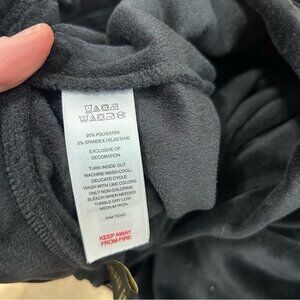 95% POLYESTER
5% SPANDEX/ELASTANE
EXCLUSIVE OF
DECORATION
TURN INSIDE OUT
MACHINE WASH COOL-
DELICATE CYCLE
WASH WITH LIKE COLORS
ONLY NON-CHLORINE
BLEACH WHEN NEEDED
TUMBLE DRY LOW
MEDIUM IRON
KEEP AWAY
FROM FIRE